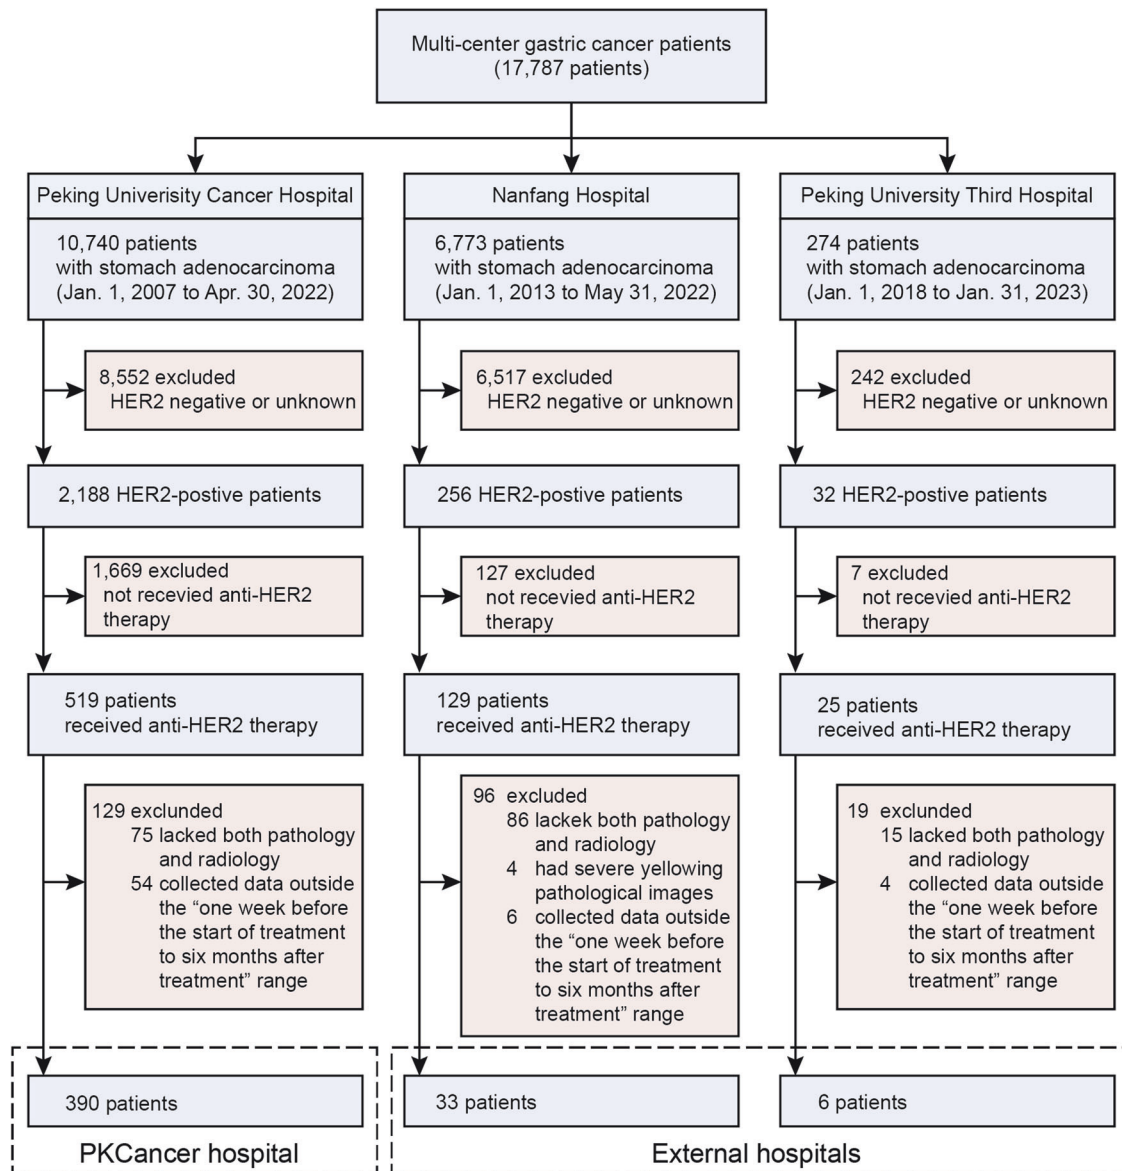 Multi-center gastric cancer patients
(17,787 patients)
Peking Univerisity Cancer Hospital
10,740 patients
with stomach adenocarcinoma
(Jan. 1, 2007 to Apr. 30, 2022)
8,552 excluded
HER2 negative or unknown
2,188 HER2-postive patients
1,669 excluded
not recevied anti-HER2
therapy
519 patients
received anti-HER2 therapy
129 exclunded
75 lacked both pathology
and radiology
54 collected data outside
the “one week before
the start of treatment
to six months after
treatment” range
390 patients
PKCancer hospital
Nanfang Hospital
6,773 patients
with stomach adenocarcinoma
(Jan. 1, 2013 to May 31, 2022)
6,517 excluded
HER2 negative or unknown
256 HER2-postive patients
127 excluded
not recevied anti-HER2
therapy
129 patients
received anti-HER2 therapy
96 excluded
86 lackek both pathology
and radiology
4 had severe yellowing
pathological images
6 collected data outside
the “one week before
the start of treatment
to six months after
treatment” range
33 patients
Peking University Third Hospital
274 patients
with stomach adenocarcinoma
(Jan. 1, 2018 to Jan. 31, 2023)
242 excluded
HER2 negative or unknown
32 HER2-postive patients
7 excluded
not recevied anti-HER2
therapy
25 patients
received anti-HER2 therapy
19 exclunded
15 lacked both pathology
and radiology
4 collected data outside
the “one week before
the start of treatment
to six months after
treatment” range
6 patients
External hospitals